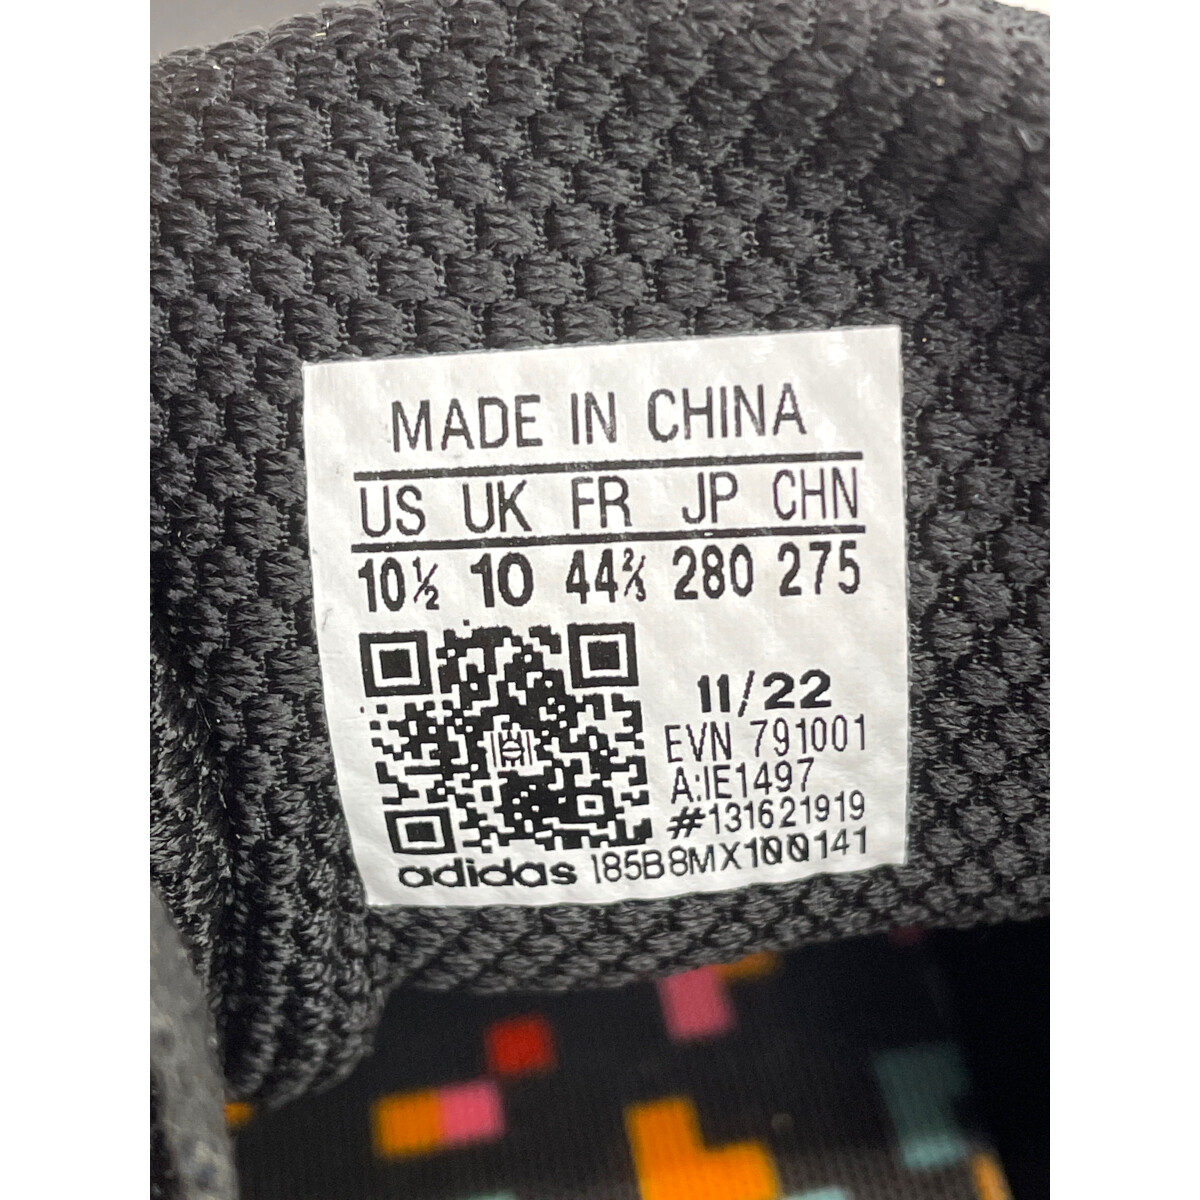 MADE IN CHINA
US UK FR JP CHN
10½ 10 44⅔ 280 275
11/22
EVN 791001
A:IE1497
#131621919
adidas I85B8MX100141